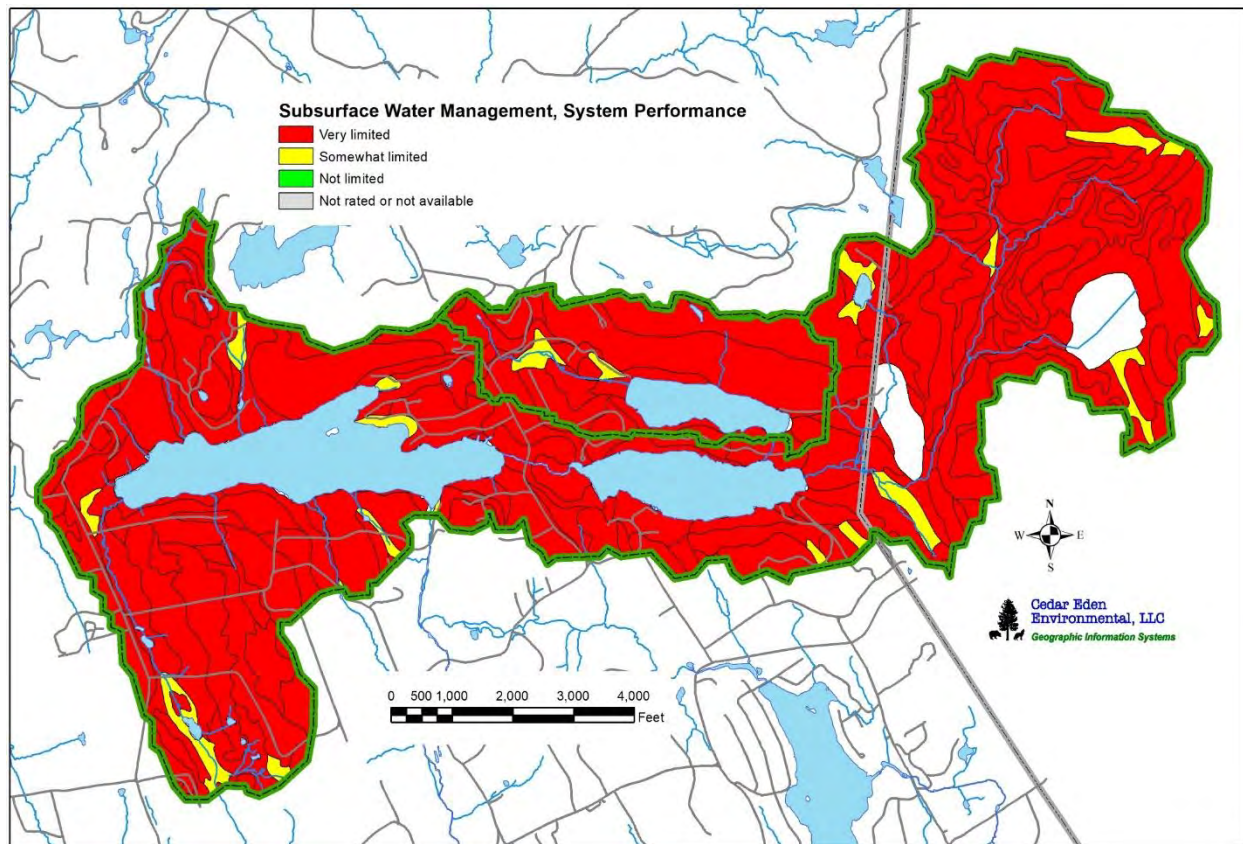 Subsurface Water Management, System Performance
Very limited
Somewhat limited
Not limited
Not rated or not available
N
W E
S
Cedar Eden
Environmental, LLC
Geographic Information Systems
0 500 1,000 2,000 3,000 4,000
Feet